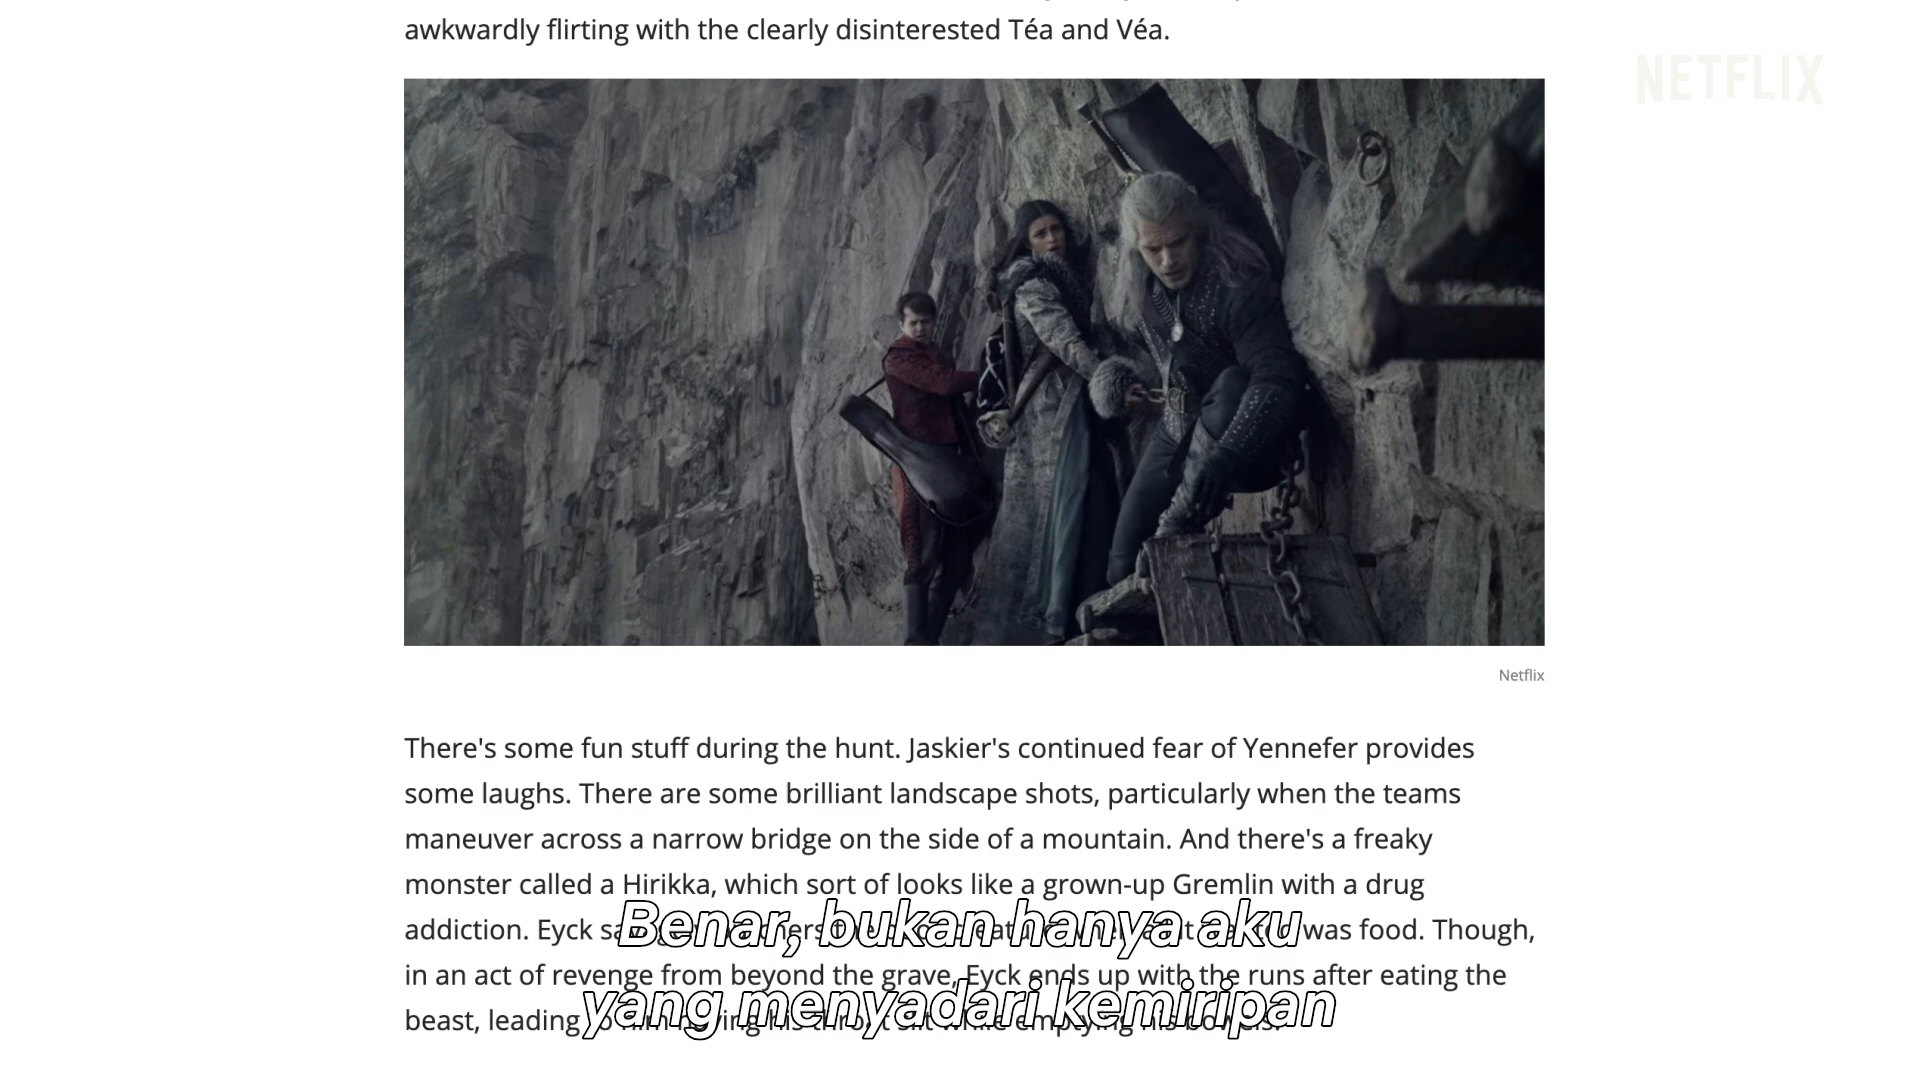 awkwardly flirting with the clearly disinterested Téa and Véa.
NETFLIX
Netflix
There's some fun stuff during the hunt. Jaskier's continued fear of Yennefer provides
some laughs. There are some brilliant landscape shots, particularly when the teams
maneuver across a narrow bridge on the side of a mountain. And there's a freaky
monster called a Hirikka, which sort of looks like a grown-up Gremlin with a drug
addiction. Eyck was food. Though,
Benar, bukan hanya aku
in an act of revenge from beyond the grave, Eyck ends up with the runs after eating the
yang menyadari kemiripan
beast, leading his emptying his bowels.